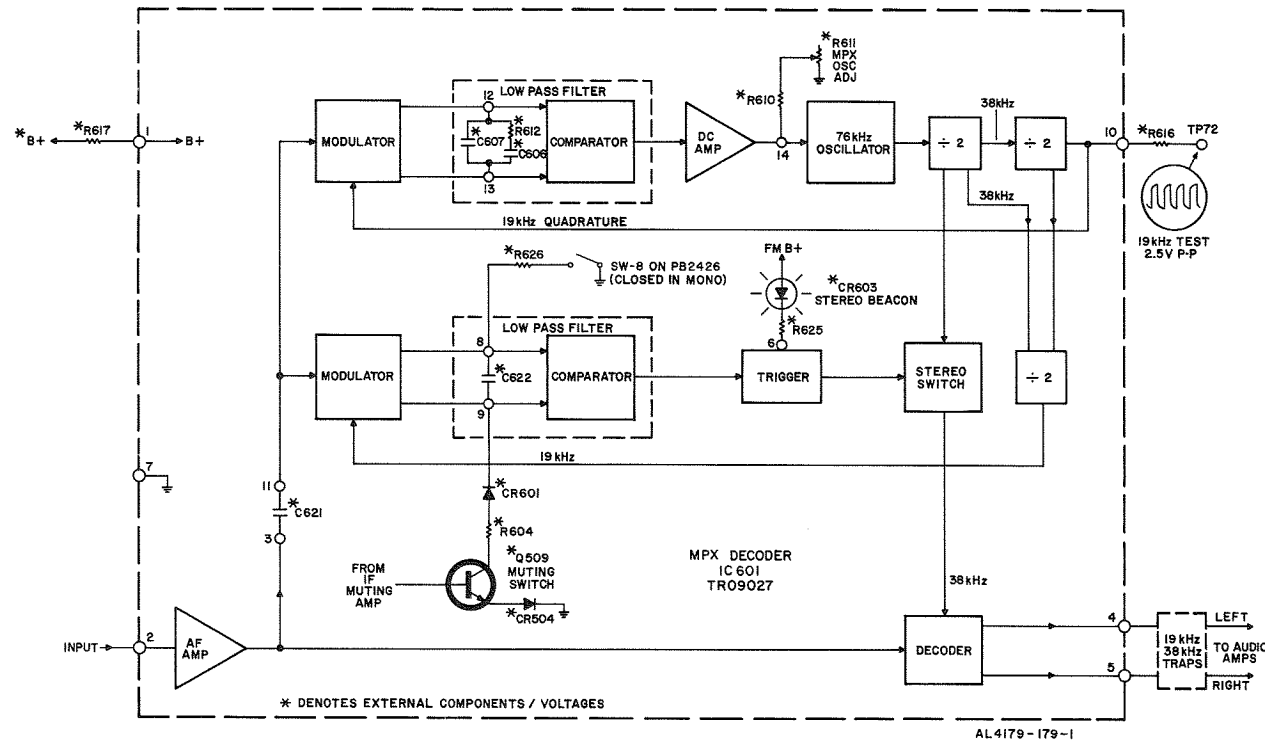 *R611
MPX
OSC
ADJ
LOW PASS FILTER
*R610
12
*B+
*R617
1
B+
MODULATOR
*
C607
*
R612
*
C606
COMPARATOR
13
DC
AMP
14
76kHz
OSCILLATOR
÷ 2
38kHz
÷ 2
10
*R616
TP72
38kHz
19kHz QUADRATURE
19kHz TEST
2.5V P-P
*R626
SW-8 ON PB2426
(CLOSED IN MONO)
FM B+
*CR603
STEREO BEACON
*
R625
LOW PASS FILTER
8
6
MODULATOR
*
C622
COMPARATOR
TRIGGER
STEREO
SWITCH
÷ 2
9
19kHz
7
11
*
C621
3
*
CR601
*
R604
*Q509
MUTING
SWITCH
FROM
IF
MUTING
AMP
*CR504
MPX DECODER
IC 601
TR09027
38kHz
INPUT
2
AF
AMP
DECODER
4
5
19kHz
38kHz
TRAPS
LEFT
TO AUDIO
AMPS
RIGHT
* DENOTES EXTERNAL COMPONENTS / VOLTAGES
AL4179-179-1